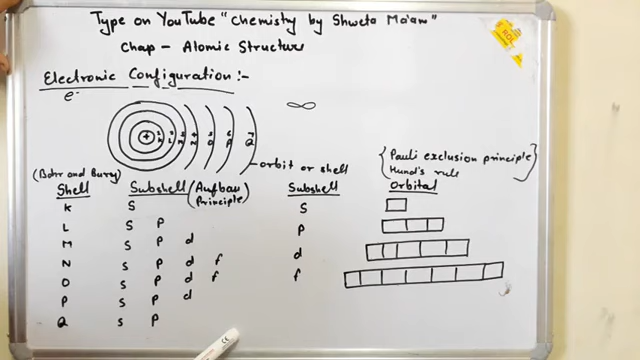 Type on YouTube "Chemistry by Shweta Ma'am"
Chap - Atomic Structure
Electronic Configuration :-
e-
+
∞
orbit or shell
{Pauli exclusion principle}
Hund's rule
(Bohr and Bury)
Shell Subshell (Aufbau Principle) Subshell Orbital
K S S
L S P P
M S P d d
N S P d f f
O S P d f
P S P d
Q S P